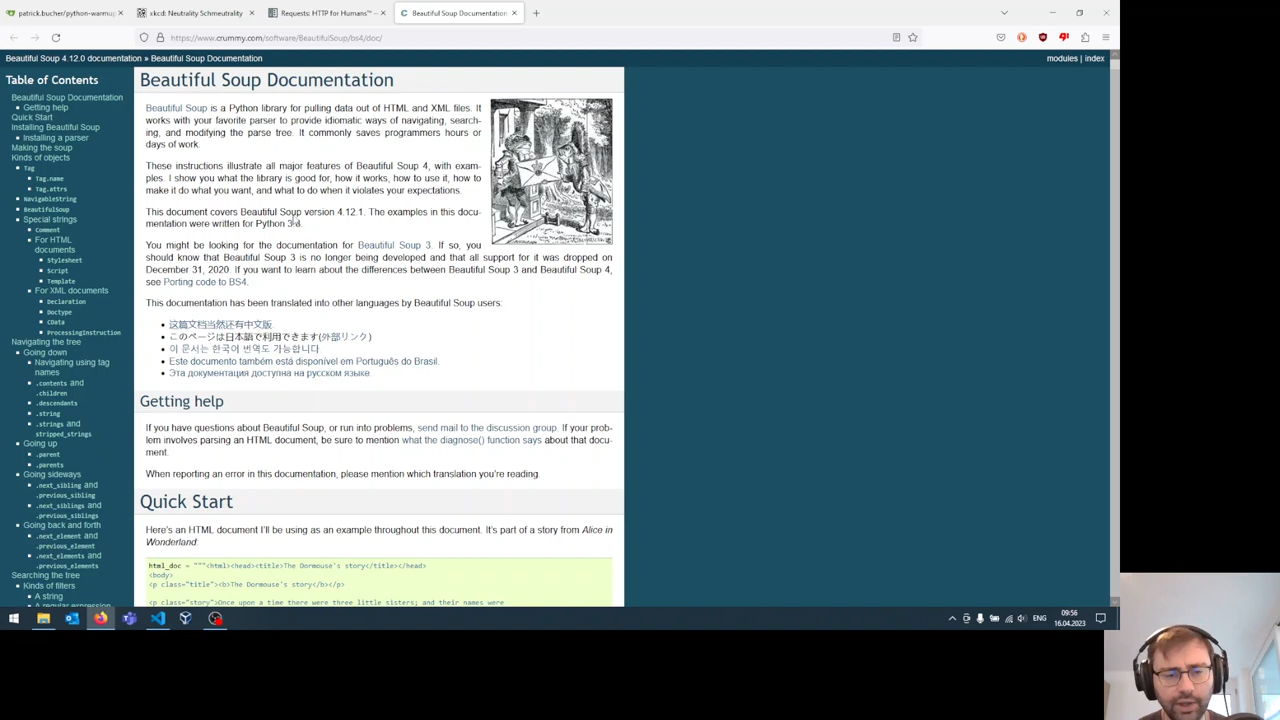 patrick.bucher/python-warmup
xkcd: Neutrality Schmeutrality
Requests: HTTP for Humans™ —
Beautiful Soup Documentation
https://www.crummy.com/software/BeautifulSoup/bs4/doc/
Beautiful Soup 4.12.0 documentation » Beautiful Soup Documentation
modules | index
Table of Contents
Beautiful Soup Documentation
Getting help
Quick Start
Installing Beautiful Soup
Installing a parser
Making the soup
Kinds of objects
Tag
Tag.name
Tag.attrs
NavigableString
BeautifulSoup
Special strings
Comment
For HTML
documents
Stylesheet
Script
Template
For XML documents
Declaration
Doctype
CData
ProcessingInstruction
Navigating the tree
Going down
Navigating using tag
names
.contents and
.children
.descendants
.string
.strings and
stripped_strings
Going up
.parent
.parents
Going sideways
.next_sibling and
.previous_sibling
.next_siblings and
.previous_siblings
Going back and forth
.next_element and
.previous_element
.next_elements and
.previous_elements
Searching the tree
Kinds of filters
A string
A regular expression
Beautiful Soup Documentation
Beautiful Soup is a Python library for pulling data out of HTML and XML files. It
works with your favorite parser to provide idiomatic ways of navigating, search-
ing, and modifying the parse tree. It commonly saves programmers hours or
days of work.
These instructions illustrate all major features of Beautiful Soup 4, with exam-
ples. I show you what the library is good for, how it works, how to use it, how to
make it do what you want, and what to do when it violates your expectations.
This document covers Beautiful Soup version 4.12.1. The examples in this docu-
mentation were written for Python 3.8.
You might be looking for the documentation for Beautiful Soup 3. If so, you
should know that Beautiful Soup 3 is no longer being developed and that all support for it was dropped on
December 31, 2020. If you want to learn about the differences between Beautiful Soup 3 and Beautiful Soup 4,
see Porting code to BS4.
This documentation has been translated into other languages by Beautiful Soup users:
这篇文档当然还有中文版.
このページは日本語で利用できます(外部リンク)
이 문서는 한국어 번역도 가능합니다.
Este documento também está disponível em Português do Brasil.
Эта документация доступна на русском языке.
Getting help
If you have questions about Beautiful Soup, or run into problems, send mail to the discussion group. If your prob-
lem involves parsing an HTML document, be sure to mention what the diagnose() function says about that docu-
ment.
When reporting an error in this documentation, please mention which translation you're reading.
Quick Start
Here's an HTML document I'll be using as an example throughout this document. It's part of a story from Alice in
Wonderland:
html_doc = """<html><head><title>The Dormouse's story</title></head>
<body>
<p class="title"><b>The Dormouse's story</b></p>
<p class="story">Once upon a time there were three little sisters; and their names were
ENG
09:56
16.04.2023